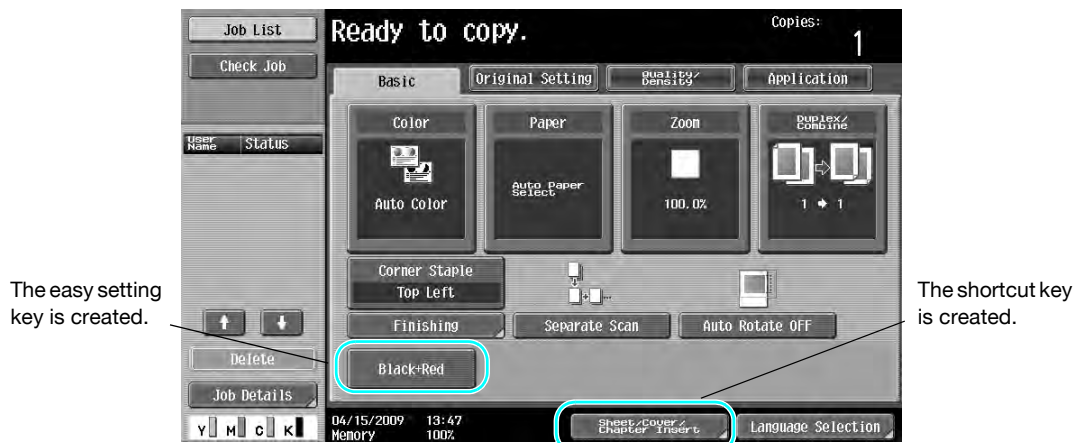 Job List
Ready to copy.
Copies:
1
Check Job
Basic
Original Setting
Quality/
Density
Application
Color
Paper
Zoom
Duplex/
Combine
User
Name
Status
Auto Color
Auto Paper
Select
100.0%
1 ➔ 1
Corner Staple
Top Left
The easy setting
key is created.
The shortcut key
is created.
Finishing
Separate Scan
Auto Rotate OFF
Delete
Black+Red
Job Details
Y M C K
04/15/2009 13:47
Memory 100%
Sheet/Cover/
Chapter Insert
Language Selection